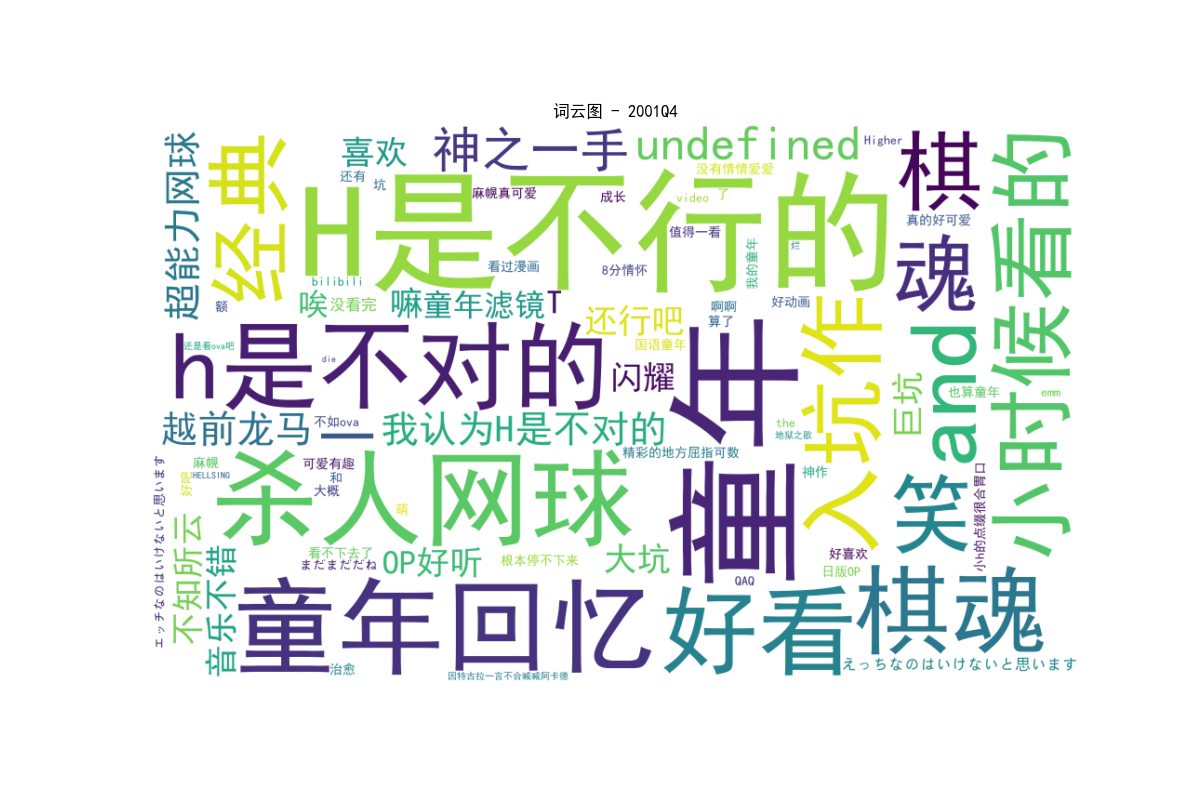 词云图 - 2001Q4
超能力网球
经典
喜欢
还有
坑
神之一手
undefined
Higher
没有情情爱爱
麻幌真可爱
成长
video
了
H是不行的
值得一看
我的童年
烂
看过漫画
8分情怀
bilibili
额
唉
没看完
嘛童年滤镜
T
还行吧
啊啊
算了
好动画
国语童年
棋
真的好可爱
魂
小时候看的
还是看ova吧
die
h是不对的
闪耀
童年
入坑作
巨坑
and
也算童年
emm
越前龙马
一
不如ova
我认为H是不对的
the
地狱之歌
精彩的地方屈指可数
神作
麻幌
HELLSING
好吧
可爱有趣
和
大概
杀人网球
萌
笑
小h的点缀很合胃口
エッチなのはいけないと思います
不知所云
音乐不错
看不下去了
まだまだだね
OP好听
根本停不下来
大坑
QAQ
好喜欢
日版OP
童年回忆
治愈
好看
棋魂
えっちなのはいけないと思います
因特古拉一言不合喊喊阿卡德